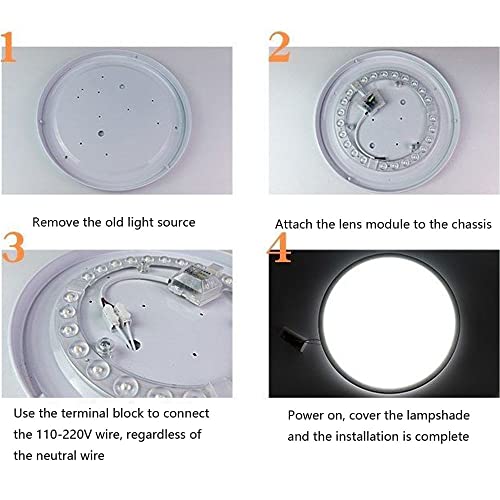 1
2
Remove the old light source
Attach the lens module to the chassis
3
4
Use the terminal block to connect
the 110-220V wire, regardless of
the neutral wire
Power on, cover the lampshade
and the installation is complete